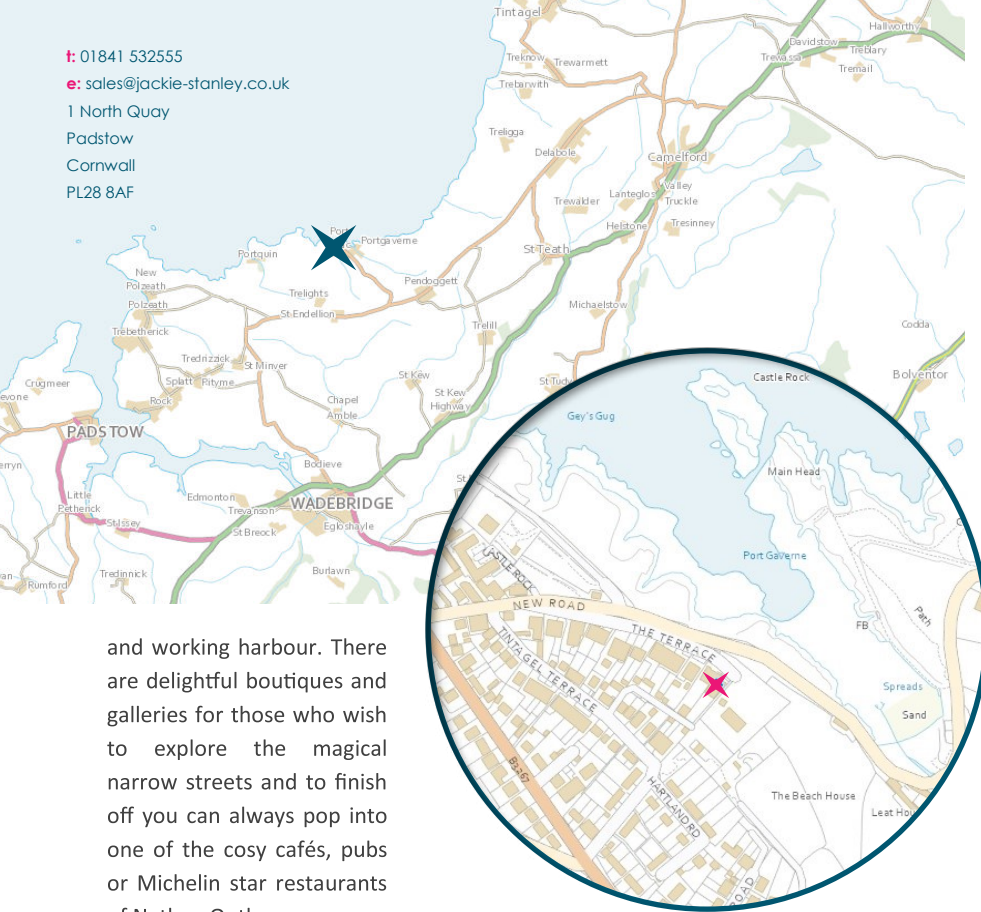 t: 01841 532555
e: sales@jackie-stanley.co.uk
1 North Quay
Padstow
Cornwall
PL28 8AF
Tintagel
Hallworthy
Davidstow
Treblary
Trewassa
Tremail
Treknow
Trewarmett
Trebarwith
Treligga
Delabole
Camelford
Valley
Truckle
Lanteglos
Trewalder
Tresinney
Helstone
St Teath
Port
Portgaverne
Portquin
Pendoggett
New
Polzeath
Polzeath
Trelights
St Endellion
Trelill
Michaelstow
Codda
Bolventor
Trebetherick
Tredrizzick
St Minver
Splatt
Pityme
Rock
St Kew
St Kew
Highway
St Tudy
Chapel
Amble
Crugmeer
PADSTOW
Bodieve
WADEBRIDGE
Edmonton
Trevanson
Egloshayle
St Breock
Little
Petherick
St Issey
Tredinnick
Rumford
Burlawn
Castle Rock
Gey's Gug
Main Head
Port Gaverne
CASTLE ROCK
NEW ROAD
THE TERRACE
TINTAGEL TERRACE
FB
Path
Spreads
Sand
B3267
HARTLAND RD
The Beach House
ROAD
and working harbour. There
are delightful boutiques and
galleries for those who wish
to explore the magical
narrow streets and to finish
off you can always pop into
one of the cosy cafés, pubs
or Michelin star restaurants